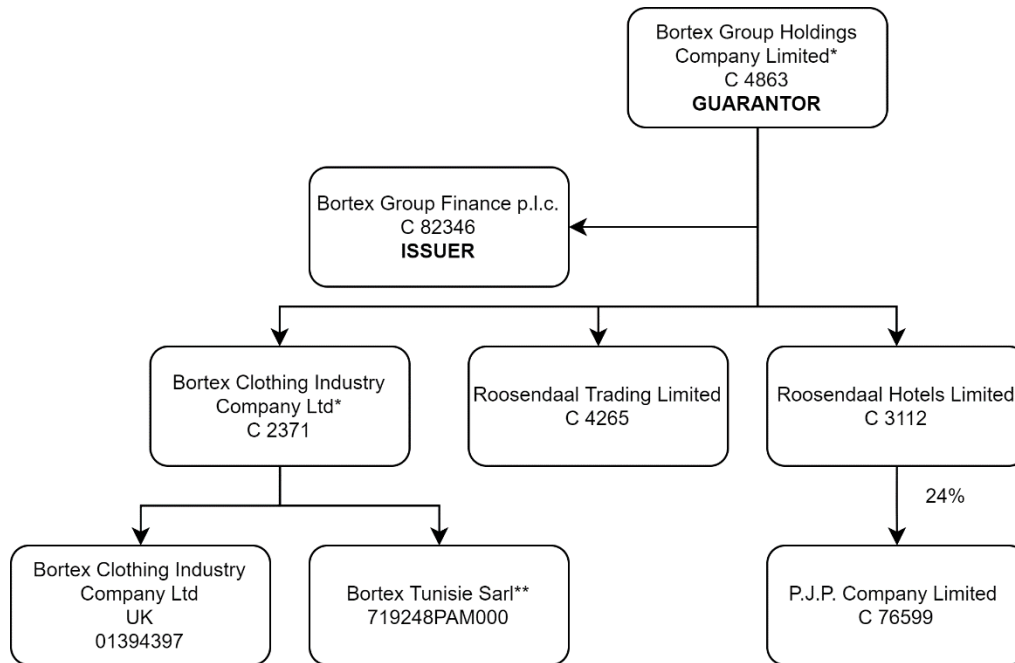 Bortex Group Holdings
Company Limited*
C 4863
GUARANTOR
Bortex Group Finance p.l.c.
C 82346
ISSUER
Bortex Clothing Industry
Company Ltd*
C 2371
Roosendaal Trading Limited
C 4265
Roosendaal Hotels Limited
C 3112
24%
Bortex Clothing Industry
Company Ltd
UK
01394397
Bortex Tunisie Sarl**
719248PAM000
P.J.P. Company Limited
C 76599